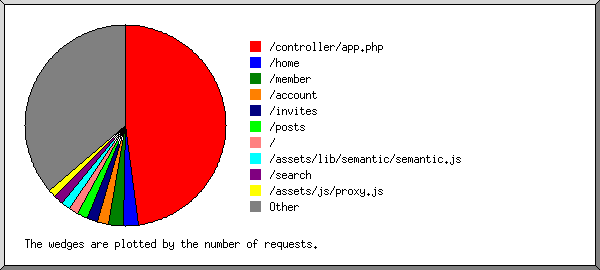 /controller/app.php
/home
/member
/account
/invites
/posts
/
/assets/lib/semantic/semantic.js
/search
/assets/js/proxy.js
Other
The wedges are plotted by the number of requests.